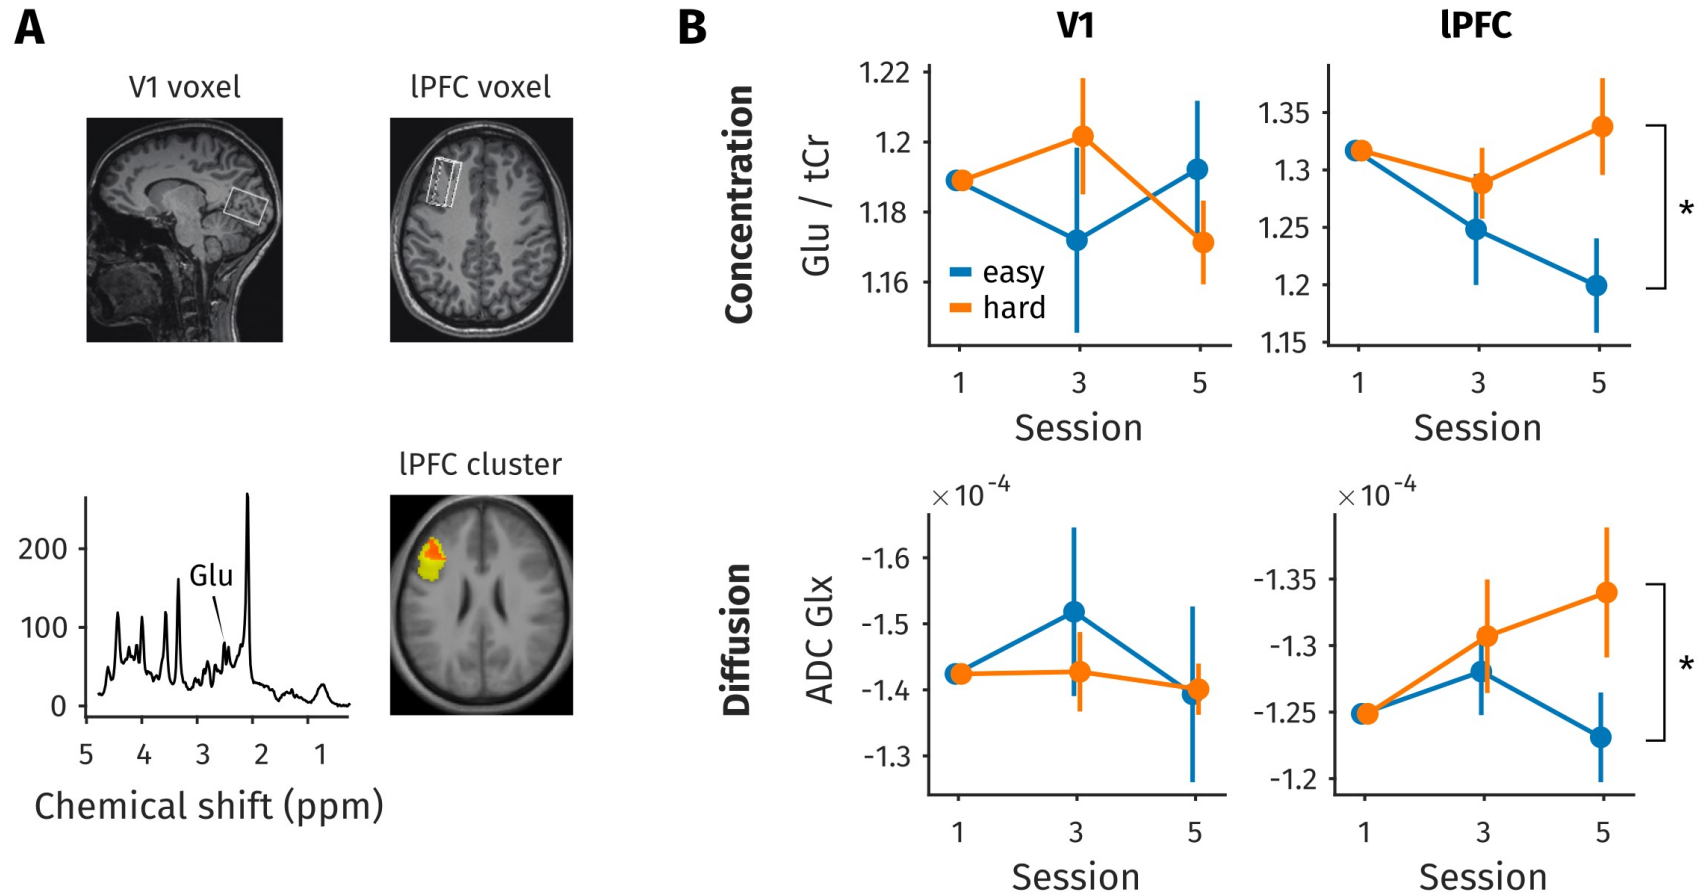 A
V1 voxel
lPFC voxel
lPFC cluster
200
100
0
Glu
5 4 3 2 1
Chemical shift (ppm)
B
V1
lPFC
Concentration
Glu / tCr
1.22
1.2
1.18
1.16
easy
hard
1 3 5
Session
1.35
1.3
1.25
1.2
1.15
*
1 3 5
Session
Diffusion
ADC Glx
×10⁻⁴
-1.6
-1.5
-1.4
-1.3
1 3 5
Session
×10⁻⁴
-1.35
-1.3
-1.25
-1.2
*
1 3 5
Session